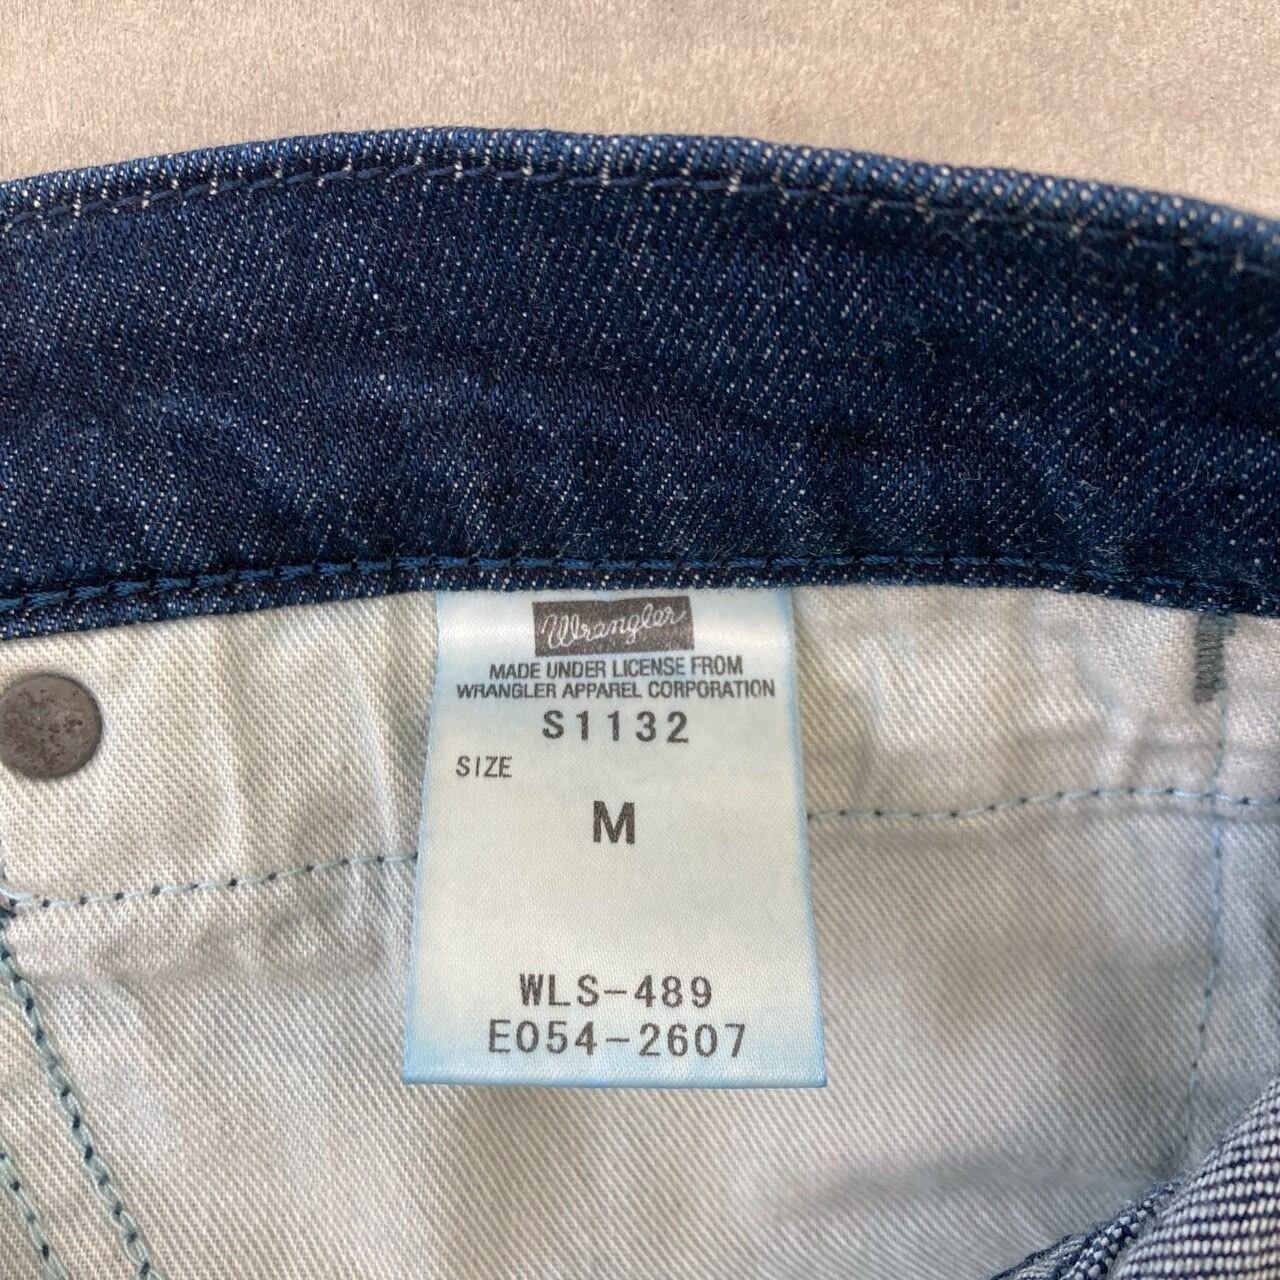 Wrangler
MADE UNDER LICENSE FROM
WRANGLER APPAREL CORPORATION
S1132
SIZE
M
WLS-489
E054-2607